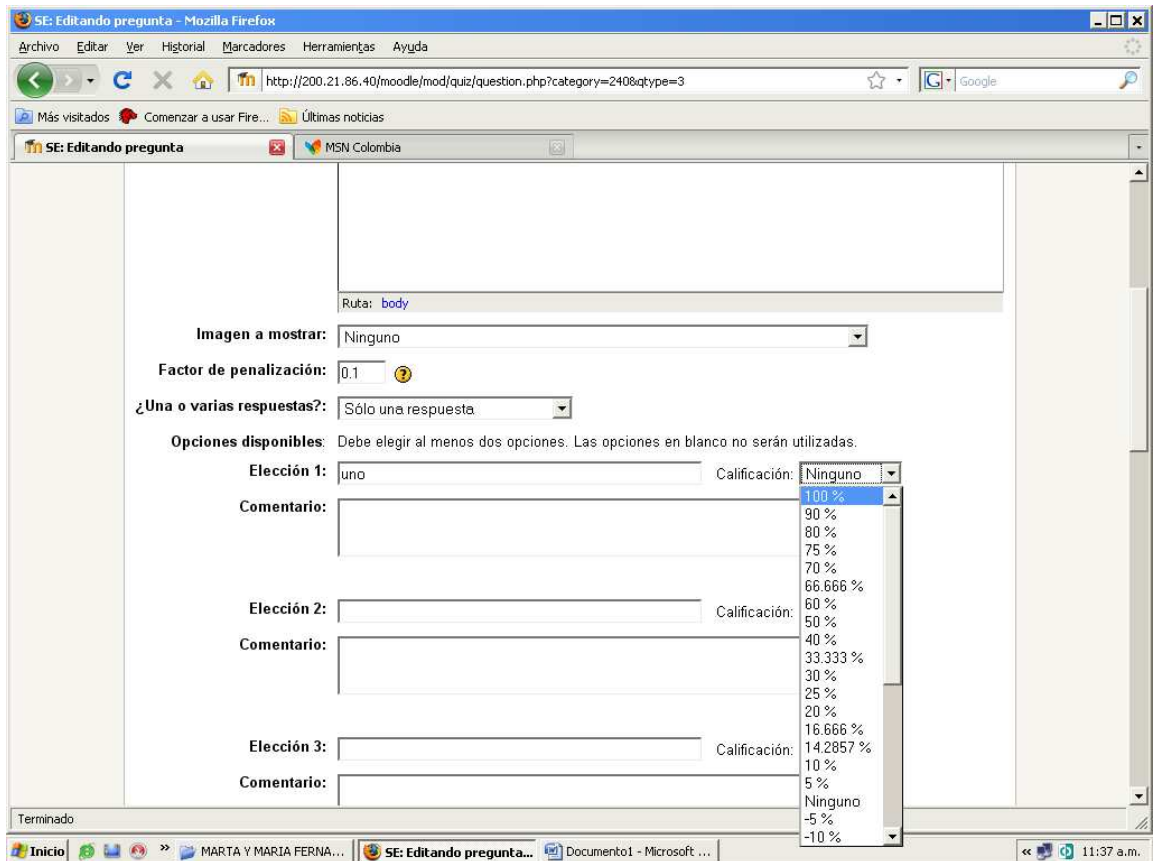 SE: Editando pregunta - Mozilla Firefox
Archivo Editar Ver Historial Marcadores Herramientas Ayuda
http://200.21.86.40/moodle/mod/quiz/question.php?category=240&qtype=3 Google
Más visitados Comenzar a usar Fire... Últimas noticias
SE: Editando pregunta MSN Colombia
Ruta: body
Imagen a mostrar: Ninguno
Factor de penalización: 0.1
¿Una o varias respuestas?: Sólo una respuesta
Opciones disponibles: Debe elegir al menos dos opciones. Las opciones en blanco no serán utilizadas.
Elección 1: uno Calificación: Ninguno
100 %
Comentario:
90 %
80 %
75 %
70 %
66.666 %
Elección 2: Calificación: 60 %
50 %
Comentario: 40 %
33.333 %
30 %
25 %
20 %
16.666 %
Elección 3: Calificación: 14.2857 %
10 %
Comentario: 5 %
Ninguno
-5 %
-10 %
Terminado
Inicio » MARTA Y MARIA FERNA... SE: Editando pregunta... Documento1 - Microsoft ... « 11:37 a.m.